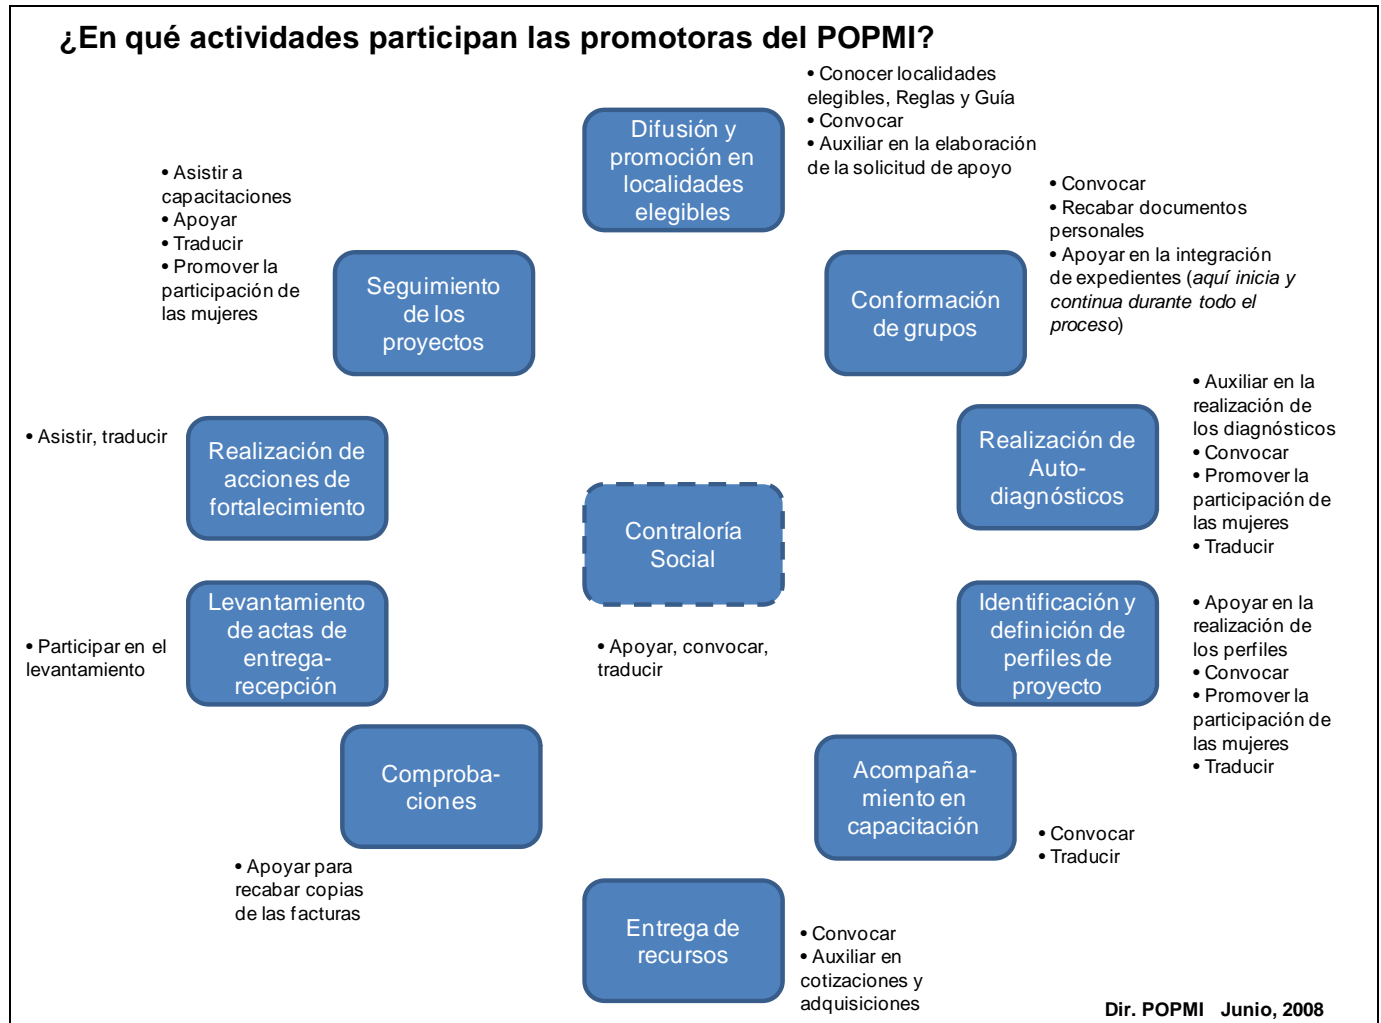 ¿En qué actividades participan las promotoras del POPMI?
Difusión y
promoción en
localidades
elegibles
• Conocer localidades
elegibles, Reglas y Guía
• Convocar
• Auxiliar en la elaboración
de la solicitud de apoyo
Conformación
de grupos
• Convocar
• Recabar documentos
personales
• Apoyar en la integración
de expedientes (aquí inicia y
continua durante todo el
proceso)
Realización de
Auto-
diagnósticos
• Auxiliar en la
realización de
los diagnósticos
• Convocar
• Promover la
participación de
las mujeres
• Traducir
Identificación y
definición de
perfiles de
proyecto
• Apoyar en la
realización de
los perfiles
• Convocar
• Promover la
participación de
las mujeres
• Traducir
Acompaña-
miento en
capacitación
• Convocar
• Traducir
Entrega de
recursos
• Convocar
• Auxiliar en
cotizaciones y
adquisiciones
Comproba-
ciones
• Apoyar para
recabar copias
de las facturas
Levantamiento
de actas de
entrega-
recepción
• Participar en el
levantamiento
Realización de
acciones de
fortalecimiento
• Asistir, traducir
Seguimiento
de los
proyectos
• Asistir a
capacitaciones
• Apoyar
• Traducir
• Promover la
participación de
las mujeres
Contraloría
Social
• Apoyar, convocar,
traducir
Dir. POPMI Junio, 2008